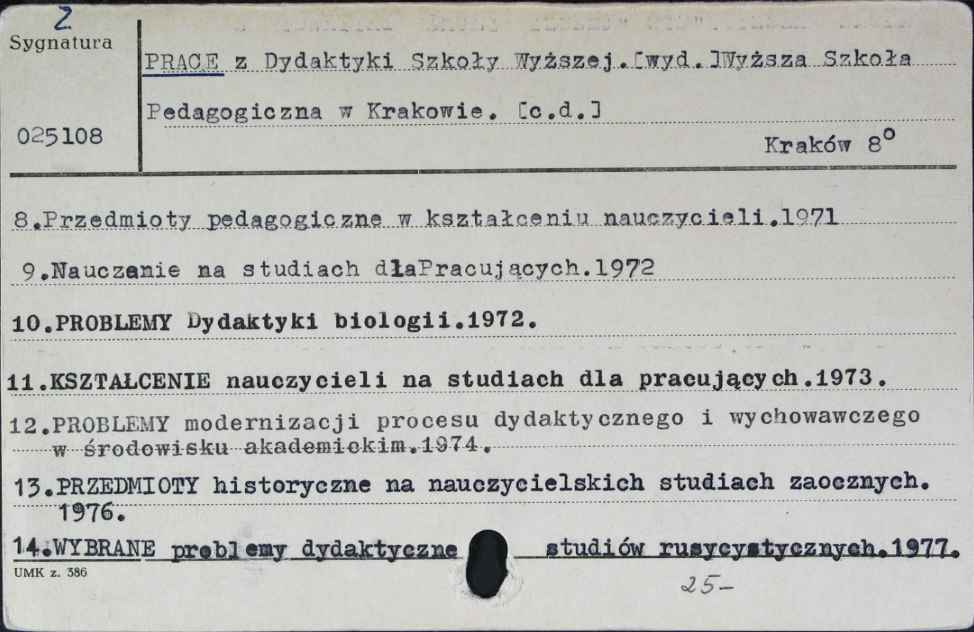 Z
Sygnatura
PRACE z Dydaktyki Szkoły Wyższej.[wyd.]Wyższa Szkoła
Pedagogiczna w Krakowie. [c.d.]
025108
Kraków 8°
8.Przedmioty pedagogiczne w kształceniu nauczycieli.1971
9.Nauczanie na studiach dlaPracujących.1972
10.PROBLEMY Dydaktyki biologii.1972.
11.KSZTAŁCENIE nauczycieli na studiach dla pracujących.1973.
12.PROBLEMY modernizacji procesu dydaktycznego i wychowawczego
w środowisku akademickim.1974.
13.PRZEDMIOTY historyczne na nauczycielskich studiach zaocznych.
1976.
14.WYBRANE problemy dydaktyczne studiów rusycystycznych.1977.
UMK z. 386
25-